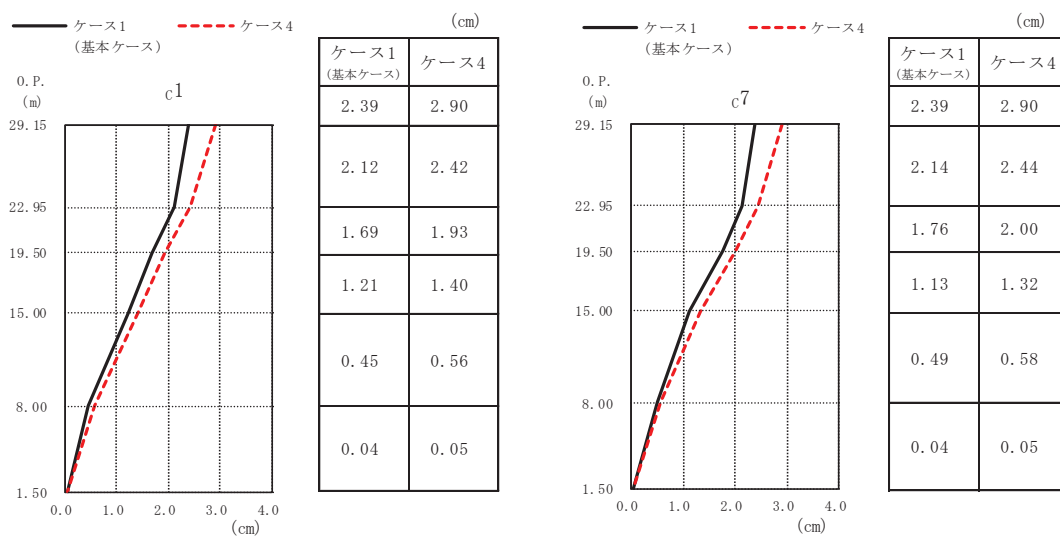 ケース1 ケース4
(基本ケース)
(cm)
ケース1 ケース4
(基本ケース)
O.P.
(m)
C1
29.15
22.95
19.50
15.00
8.00
1.50
0.0 1.0 2.0 3.0 4.0
(cm)
2.39 2.90
2.12 2.42
1.69 1.93
1.21 1.40
0.45 0.56
0.04 0.05
ケース1 ケース4
(基本ケース)
(cm)
ケース1 ケース4
(基本ケース)
O.P.
(m)
C7
29.15
22.95
19.50
15.00
8.00
1.50
0.0 1.0 2.0 3.0 4.0
(cm)
2.39 2.90
2.14 2.44
1.76 2.00
1.13 1.32
0.49 0.58
0.04 0.05